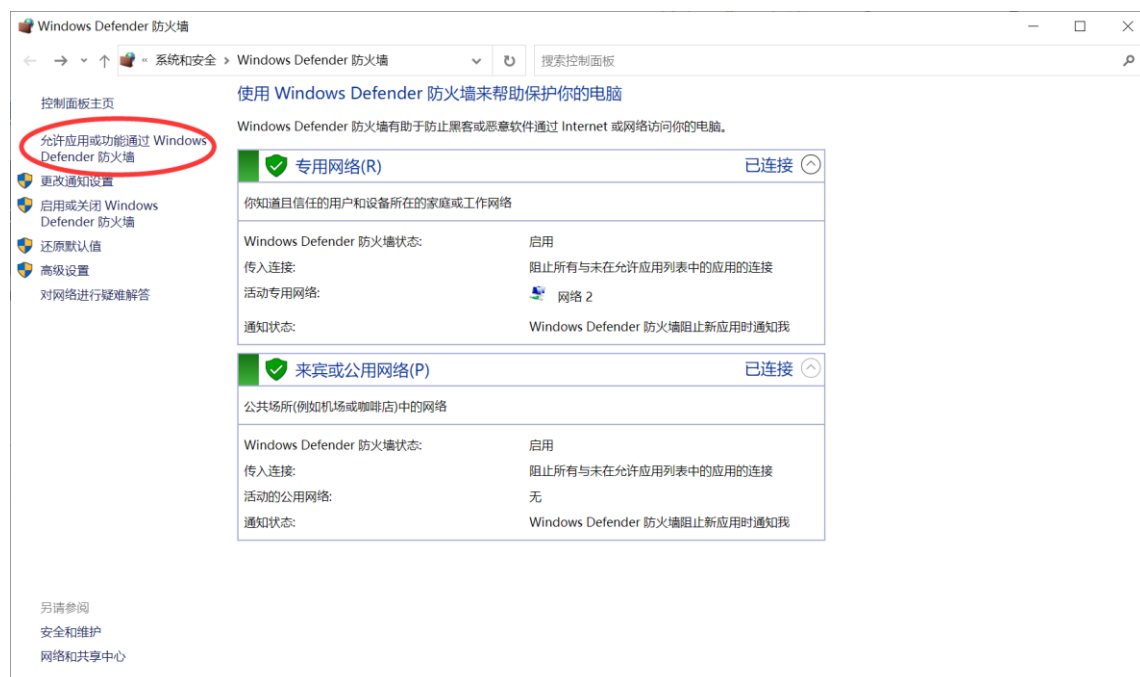 Windows Defender 防火墙
« 系统和安全 › Windows Defender 防火墙
搜索控制面板
控制面板主页
允许应用或功能通过 Windows
Defender 防火墙
更改通知设置
启用或关闭 Windows
Defender 防火墙
还原默认值
高级设置
对网络进行疑难解答
使用 Windows Defender 防火墙来帮助保护你的电脑
Windows Defender 防火墙有助于防止黑客或恶意软件通过 Internet 或网络访问你的电脑。
专用网络(R) 已连接
你知道且信任的用户和设备所在的家庭或工作网络
Windows Defender 防火墙状态: 启用
传入连接: 阻止所有与未在允许应用列表中的应用的连接
活动专用网络: 网络 2
通知状态: Windows Defender 防火墙阻止新应用时通知我
来宾或公用网络(P) 已连接
公共场所(例如机场或咖啡店)中的网络
Windows Defender 防火墙状态: 启用
传入连接: 阻止所有与未在允许应用列表中的应用的连接
活动的公用网络: 无
通知状态: Windows Defender 防火墙阻止新应用时通知我
另请参阅
安全和维护
网络和共享中心